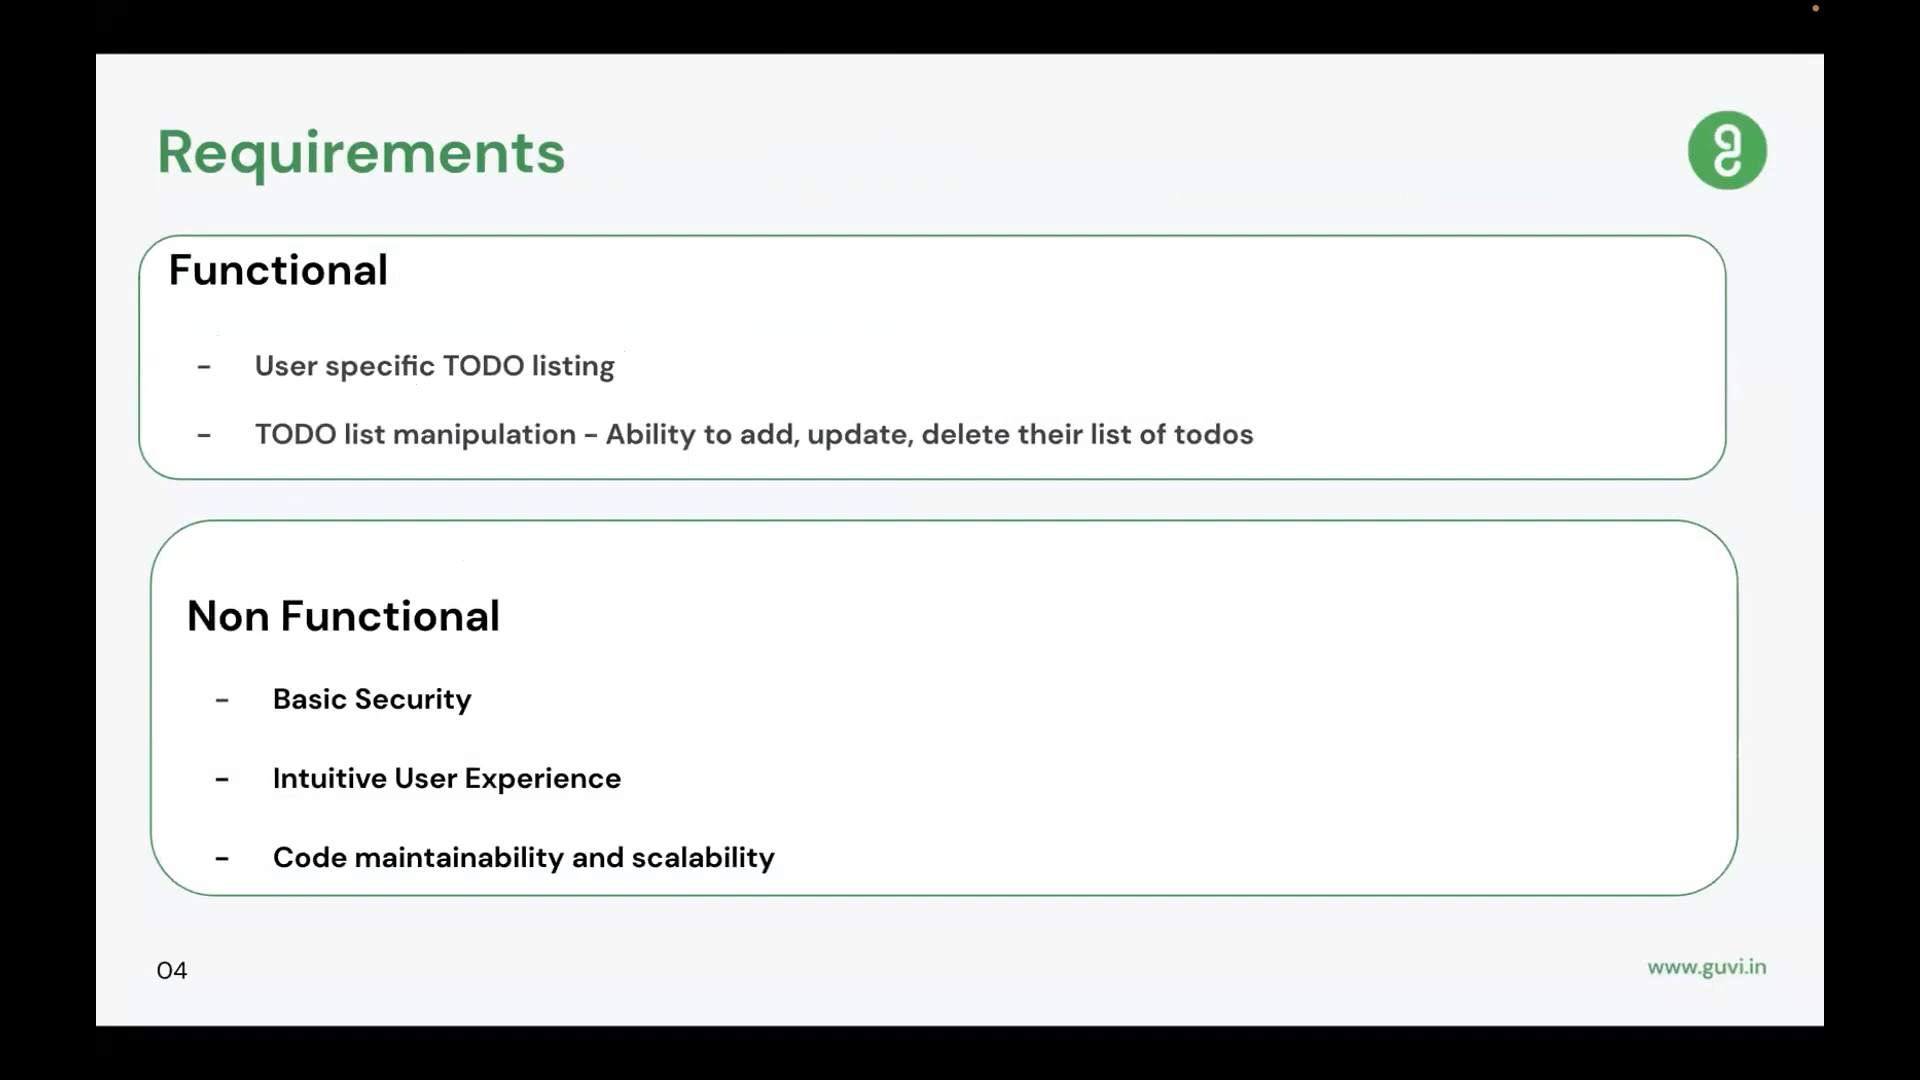 Requirements
Functional
- User specific TODO listing
- TODO list manipulation - Ability to add, update, delete their list of todos
Non Functional
- Basic Security
- Intuitive User Experience
- Code maintainability and scalability
04
www.guvi.in